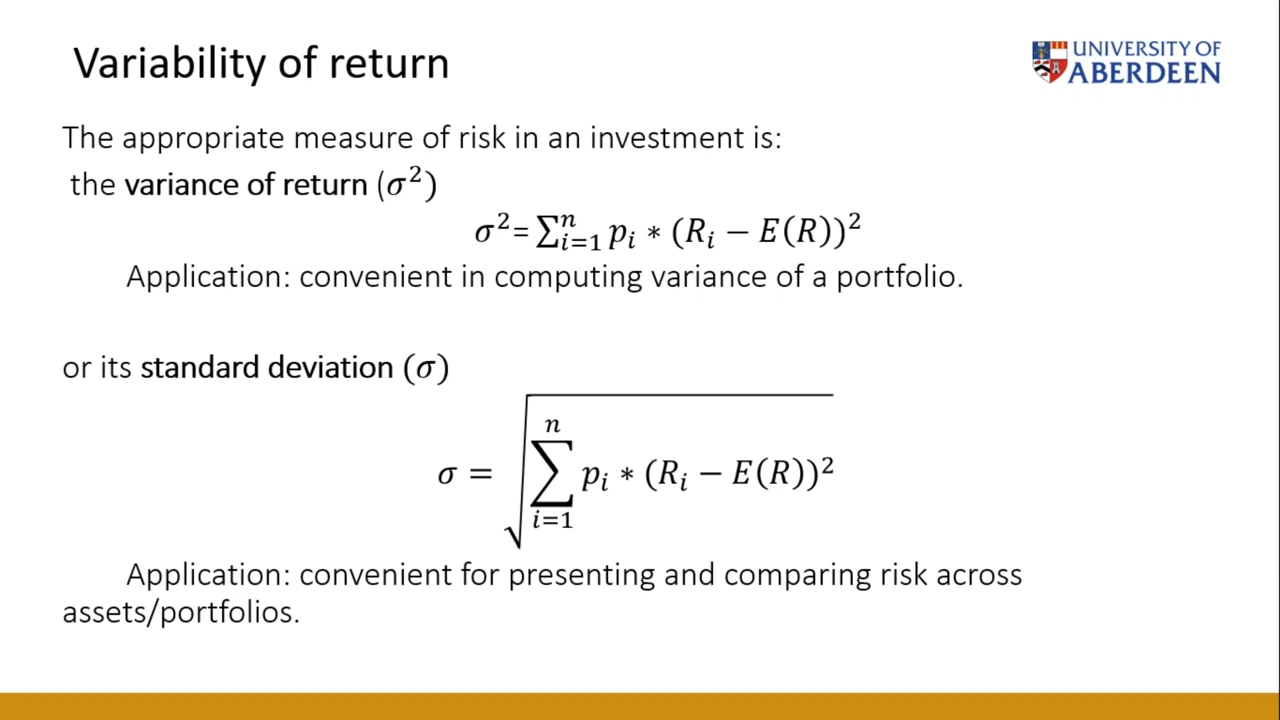 Variability of return
UNIVERSITY OF
ABERDEEN
The appropriate measure of risk in an investment is:
the variance of return (σ²)
σ²= ∑ⁿᵢ₌₁ pᵢ ∗ (Rᵢ − E(R))²
Application: convenient in computing variance of a portfolio.
or its standard deviation (σ)
σ = √∑ⁿᵢ₌₁ pᵢ ∗ (Rᵢ − E(R))²
Application: convenient for presenting and comparing risk across
assets/portfolios.